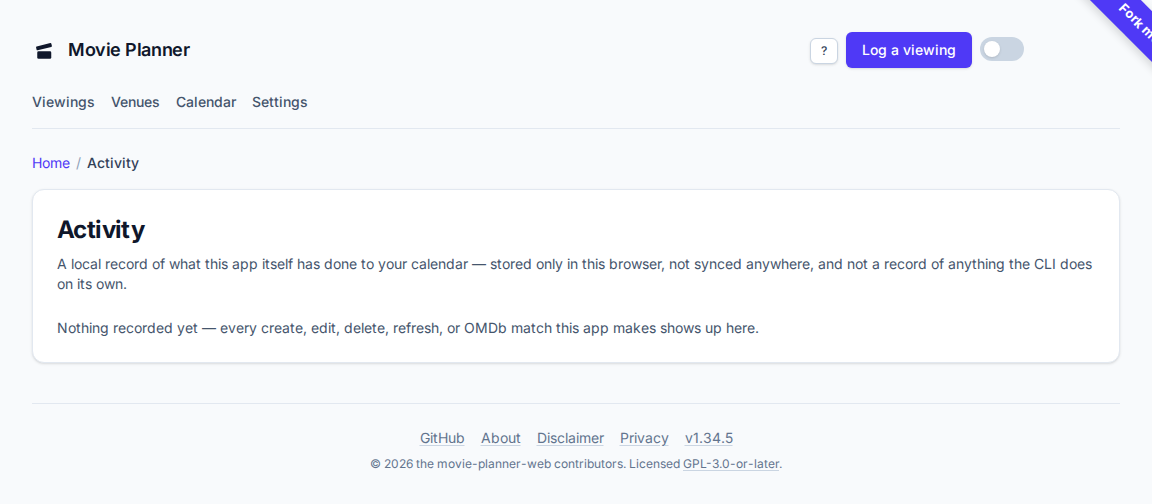 Movie Planner
?
Log a viewing
Fork m
Viewings Venues Calendar Settings
Home / Activity
Activity
A local record of what this app itself has done to your calendar — stored only in this browser, not synced anywhere, and not a record of anything the CLI does
on its own.
Nothing recorded yet — every create, edit, delete, refresh, or OMDb match this app makes shows up here.
GitHub About Disclaimer Privacy v1.34.5
© 2026 the movie-planner-web contributors. Licensed GPL-3.0-or-later.